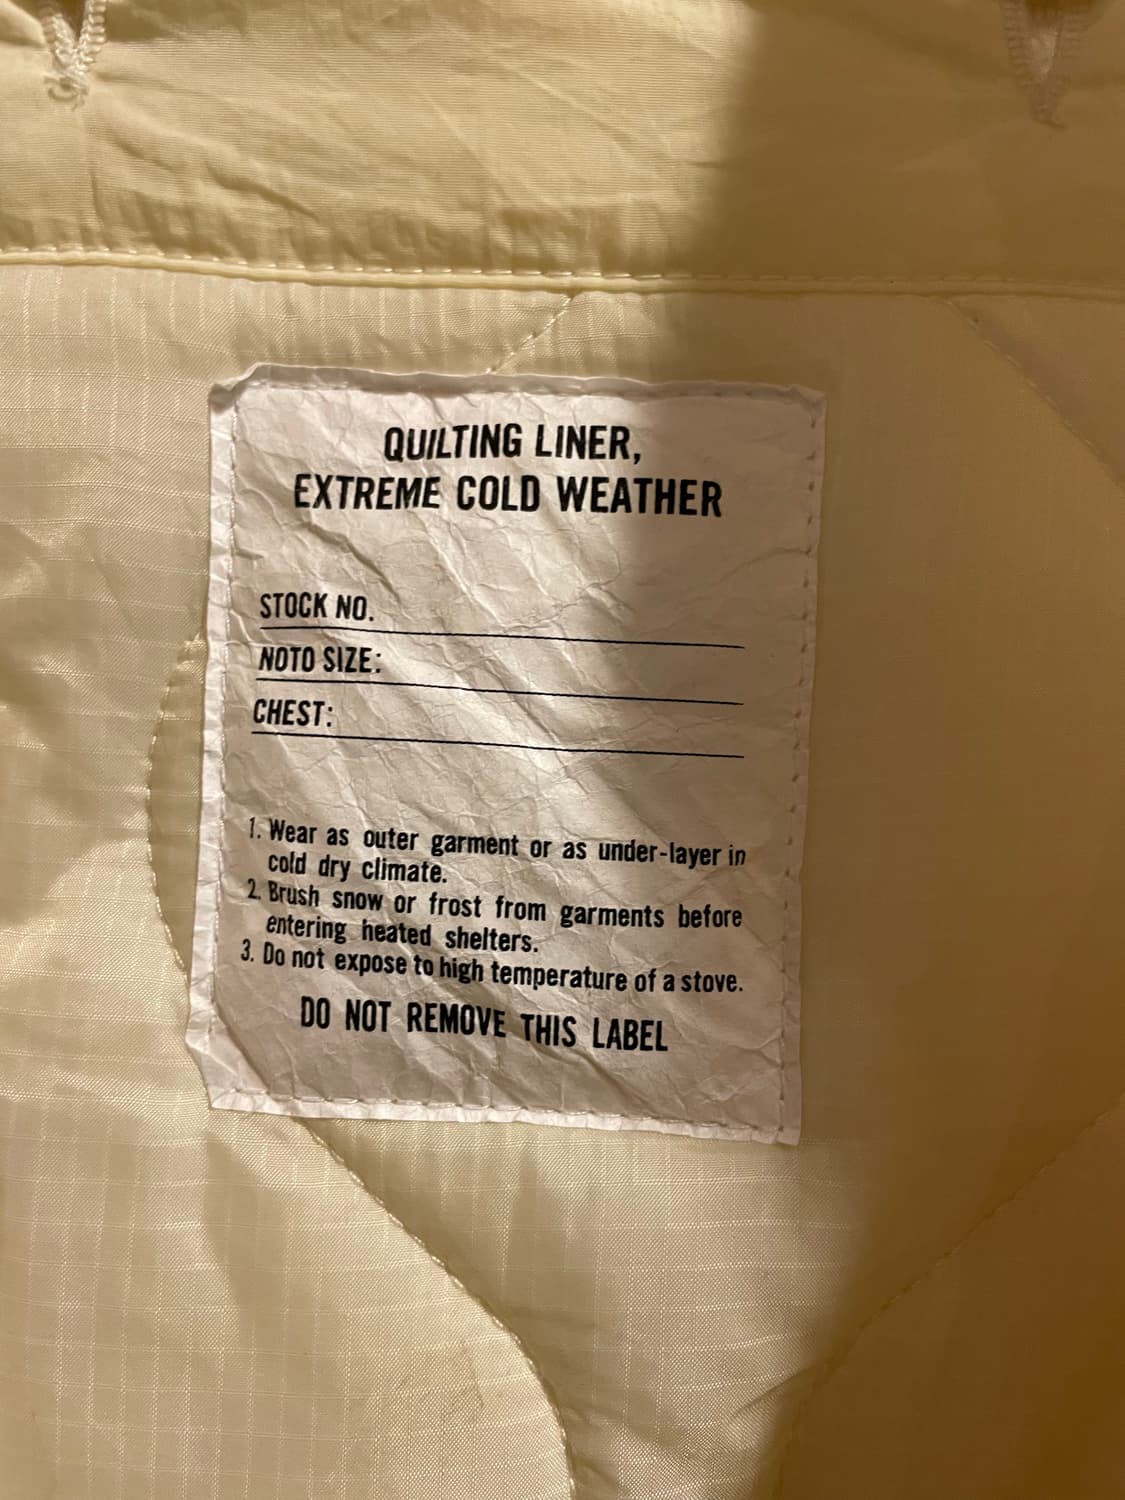 QUILTING LINER,
EXTREME COLD WEATHER
STOCK NO.
NOTO SIZE:
CHEST:
1. Wear as outer garment or as under-layer in
cold dry climate.
2. Brush snow or frost from garments before
entering heated shelters.
3. Do not expose to high temperature of a stove.
DO NOT REMOVE THIS LABEL